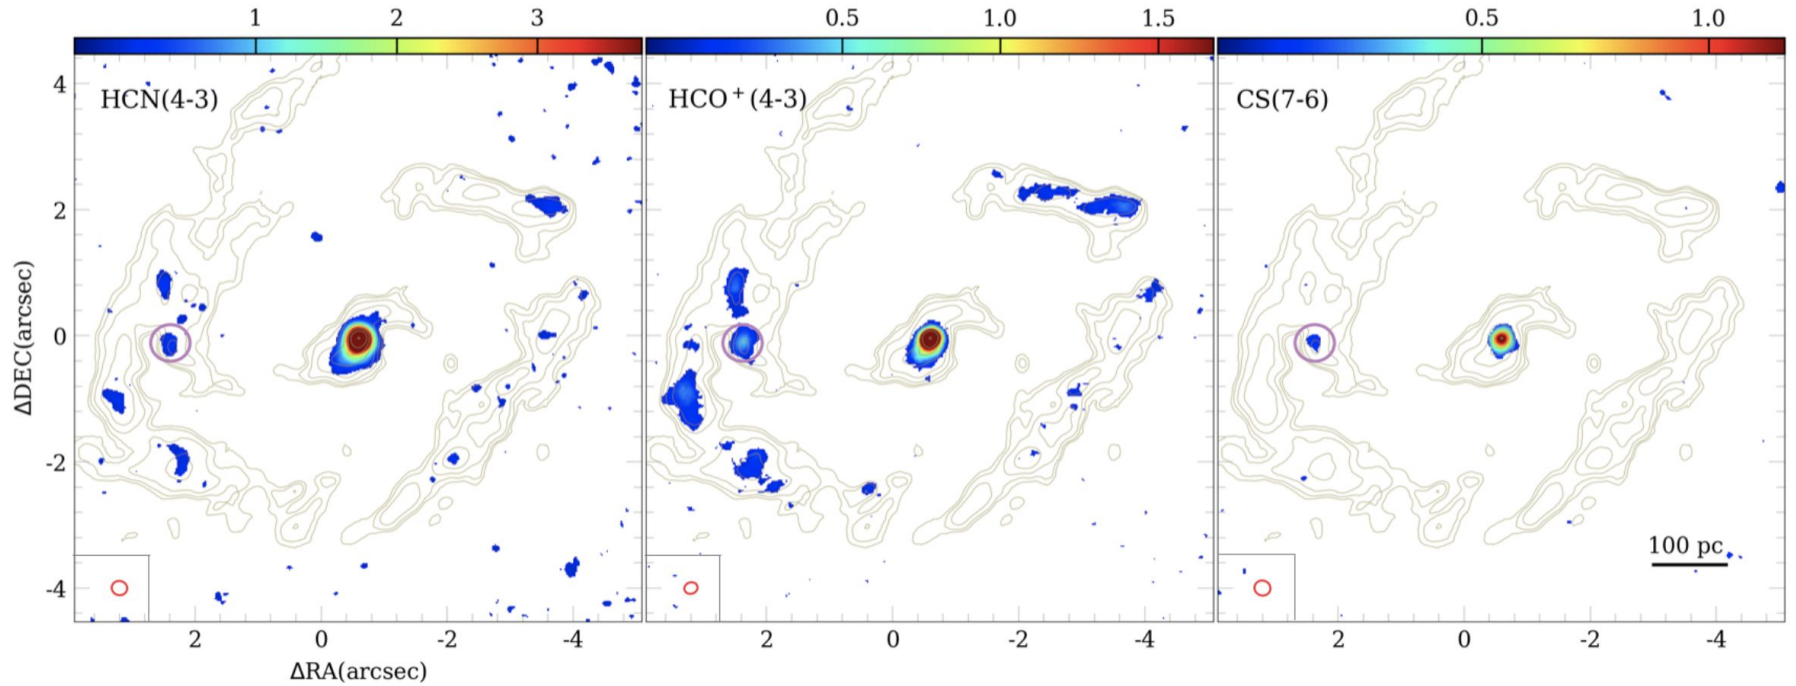 1 2 3 0.5 1.0 1.5 0.5 1.0
HCN(4-3) HCO+(4-3) CS(7-6)
4
2
0
-2
-4
ΔDEC(arcsec)
100 pc
2 0 -2 -4 2 0 -2 -4 2 0 -2 -4
ΔRA(arcsec)